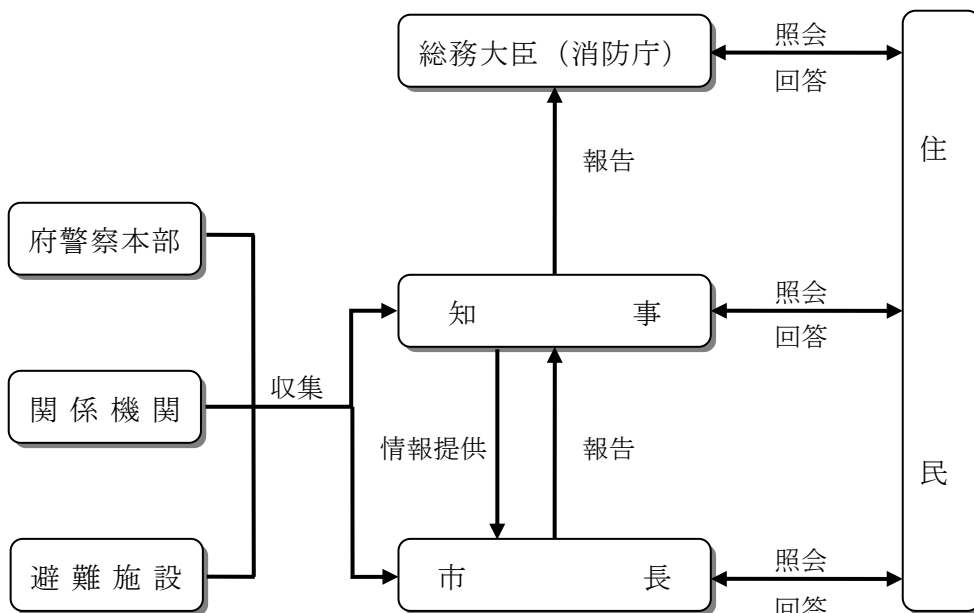 総務大臣（消防庁）
照会
回答
報告
府警察本部
知事
照会
回答
関係機関
収集
情報提供
報告
避難施設
市長
照会
回答
住民